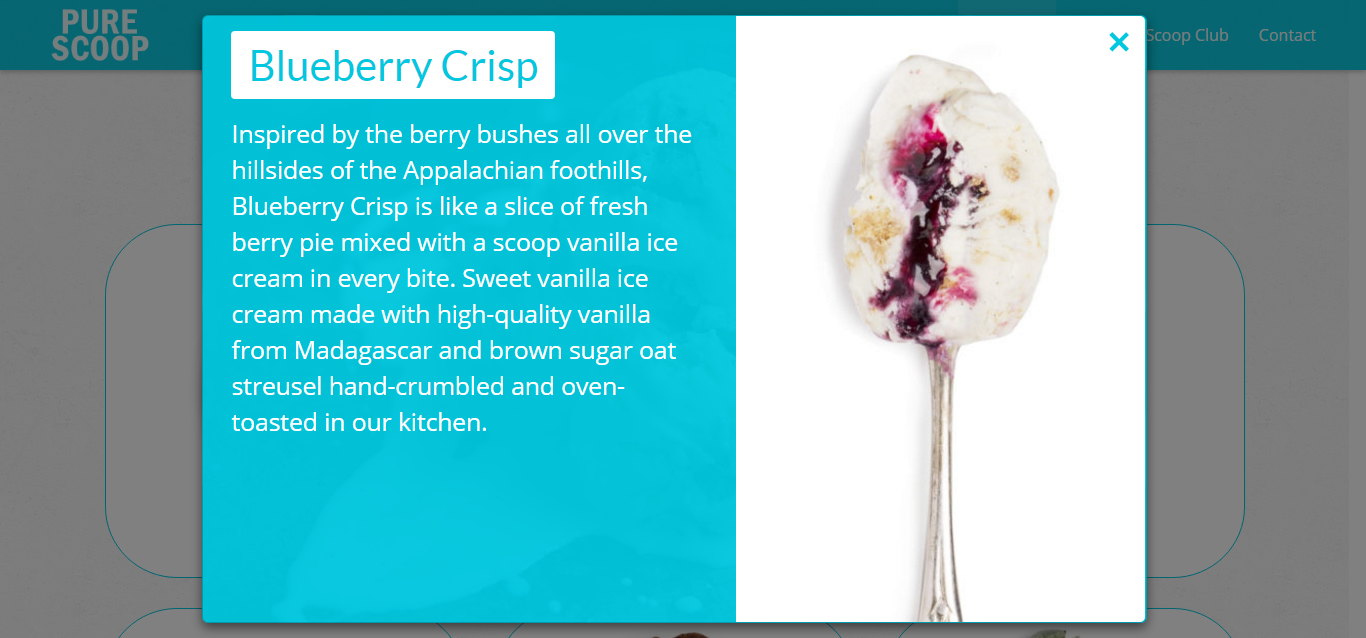 PURE
SCOOP
Scoop Club
Contact
Blueberry Crisp
Inspired by the berry bushes all over the
hillsides of the Appalachian foothills,
Blueberry Crisp is like a slice of fresh
berry pie mixed with a scoop vanilla ice
cream in every bite. Sweet vanilla ice
cream made with high-quality vanilla
from Madagascar and brown sugar oat
streusel hand-crumbled and oven-
toasted in our kitchen.